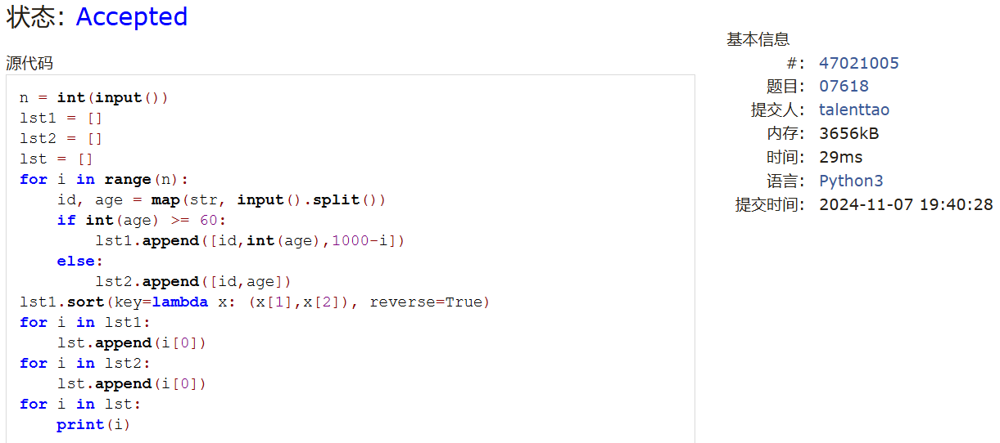 状态: Accepted
源代码
n = int(input())
lst1 = []
lst2 = []
lst = []
for i in range(n):
    id, age = map(str, input().split())
    if int(age) >= 60:
        lst1.append([id,int(age),1000-i])
    else:
        lst2.append([id,age])
lst1.sort(key=lambda x: (x[1],x[2]), reverse=True)
for i in lst1:
    lst.append(i[0])
for i in lst2:
    lst.append(i[0])
for i in lst:
    print(i)
基本信息
#: 47021005
题目: 07618
提交人: talenttao
内存: 3656kB
时间: 29ms
语言: Python3
提交时间: 2024-11-07 19:40:28